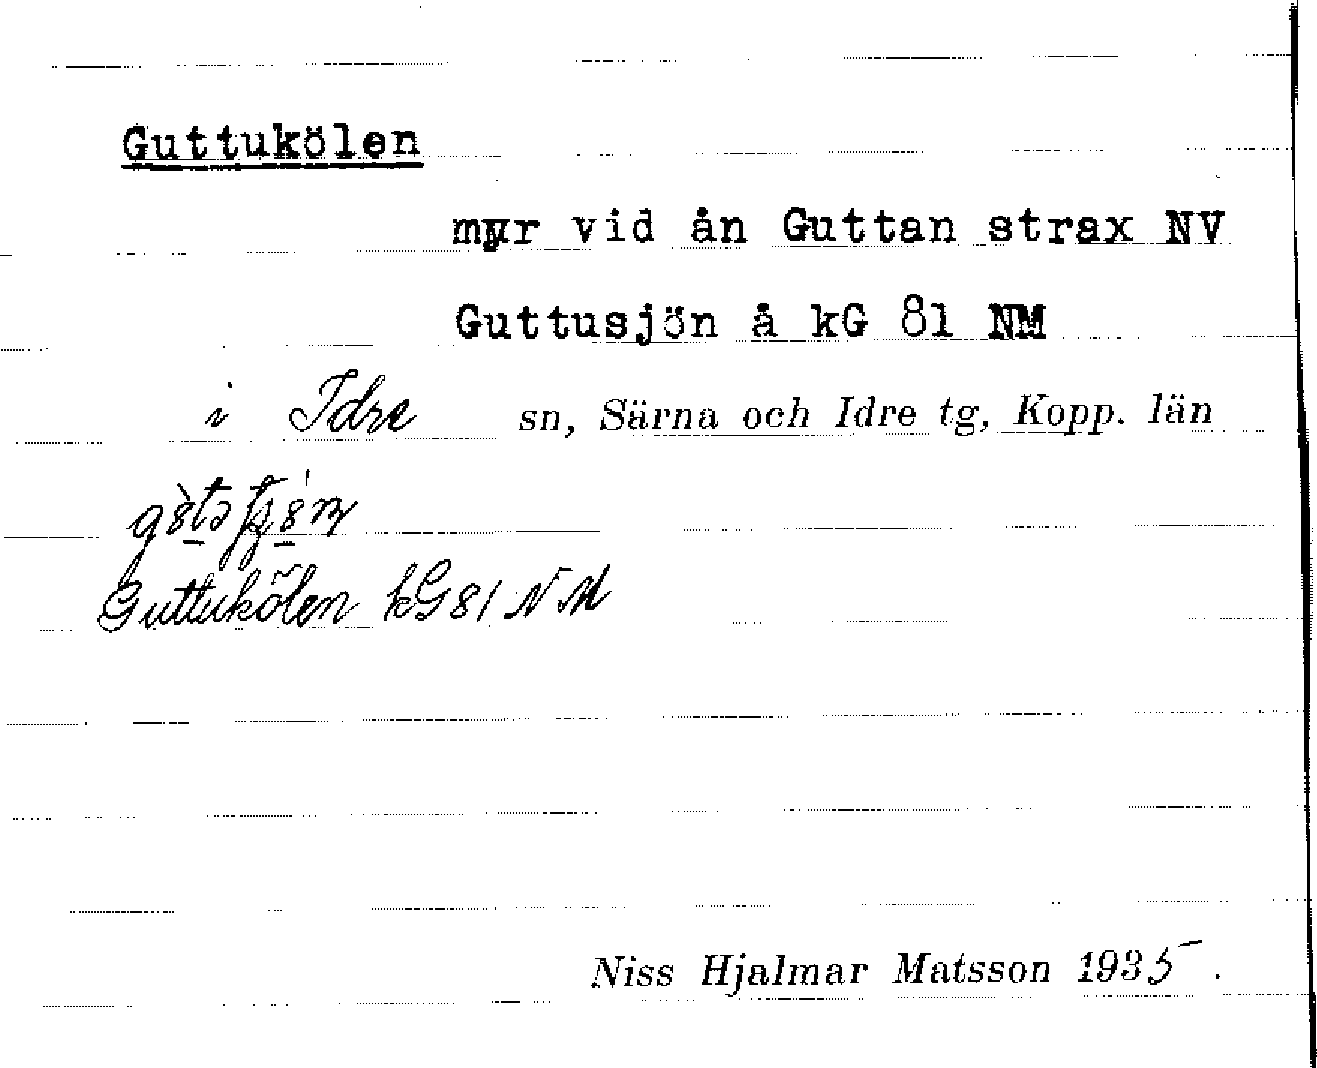 Guttukölen
myr vid ån Guttan strax NV
Guttusjön å kG 81 NM
i Idre sn, Särna och Idre tg, Kopp. län
Guttukölen kG 81 NM
Niss Hjalmar Matsson 1935.